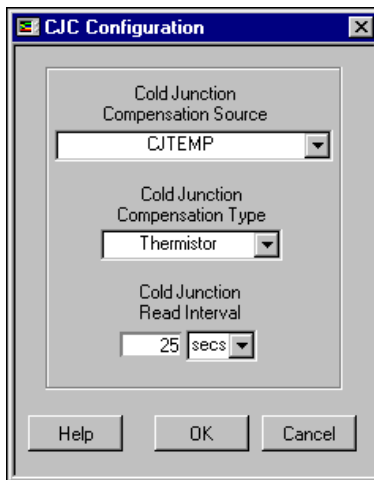 CJC Configuration
Cold Junction
Compensation Source
CJTEMP
Cold Junction
Compensation Type
Thermistor
Cold Junction
Read Interval
25 secs
Help OK Cancel